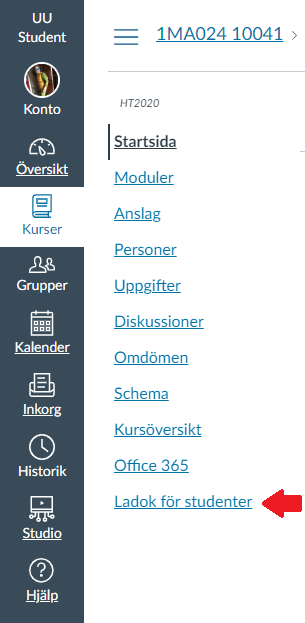 UU
Student
Konto
Översikt
Kurser
Grupper
Kalender
Inkorg
Historik
Studio
Hjälp
1MA024 10041
HT2020
Startsida
Moduler
Anslag
Personer
Uppgifter
Diskussioner
Omdömen
Schema
Kursöversikt
Office 365
Ladok för studenter